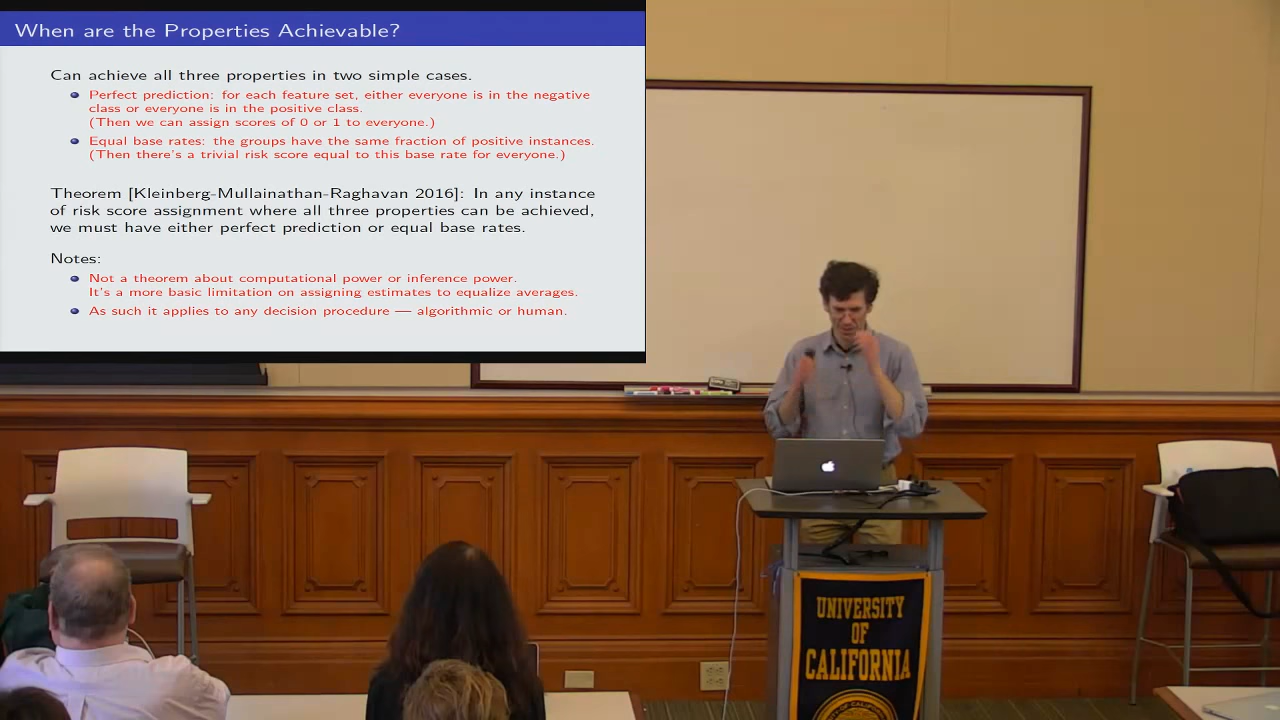 When are the Properties Achievable?
Can achieve all three properties in two simple cases.
Perfect prediction: for each feature set, either everyone is in the negative
class or everyone is in the positive class.
(Then we can assign scores of 0 or 1 to everyone.)
Equal base rates: the groups have the same fraction of positive instances.
(Then there's a trivial risk score equal to this base rate for everyone.)
Theorem [Kleinberg-Mullainathan-Raghavan 2016]: In any instance
of risk score assignment where all three properties can be achieved,
we must have either perfect prediction or equal base rates.
Notes:
Not a theorem about computational power or inference power.
It's a more basic limitation on assigning estimates to equalize averages.
As such it applies to any decision procedure — algorithmic or human.
UNIVERSITY
OF
CALIFORNIA